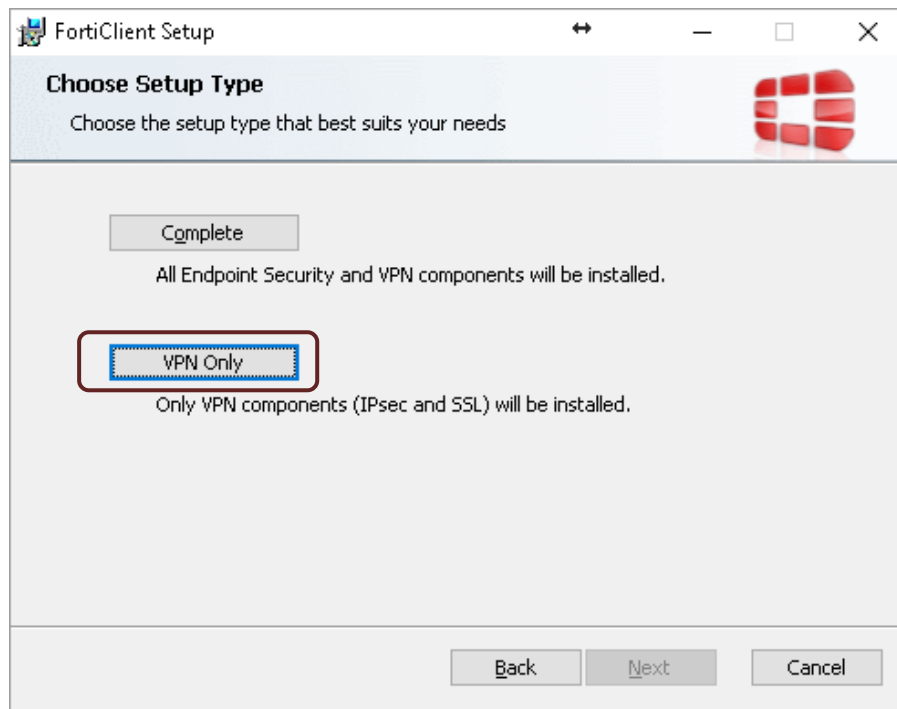 FortiClient Setup
Choose Setup Type
Choose the setup type that best suits your needs
Complete
All Endpoint Security and VPN components will be installed.
VPN Only
Only VPN components (IPsec and SSL) will be installed.
Back Next Cancel